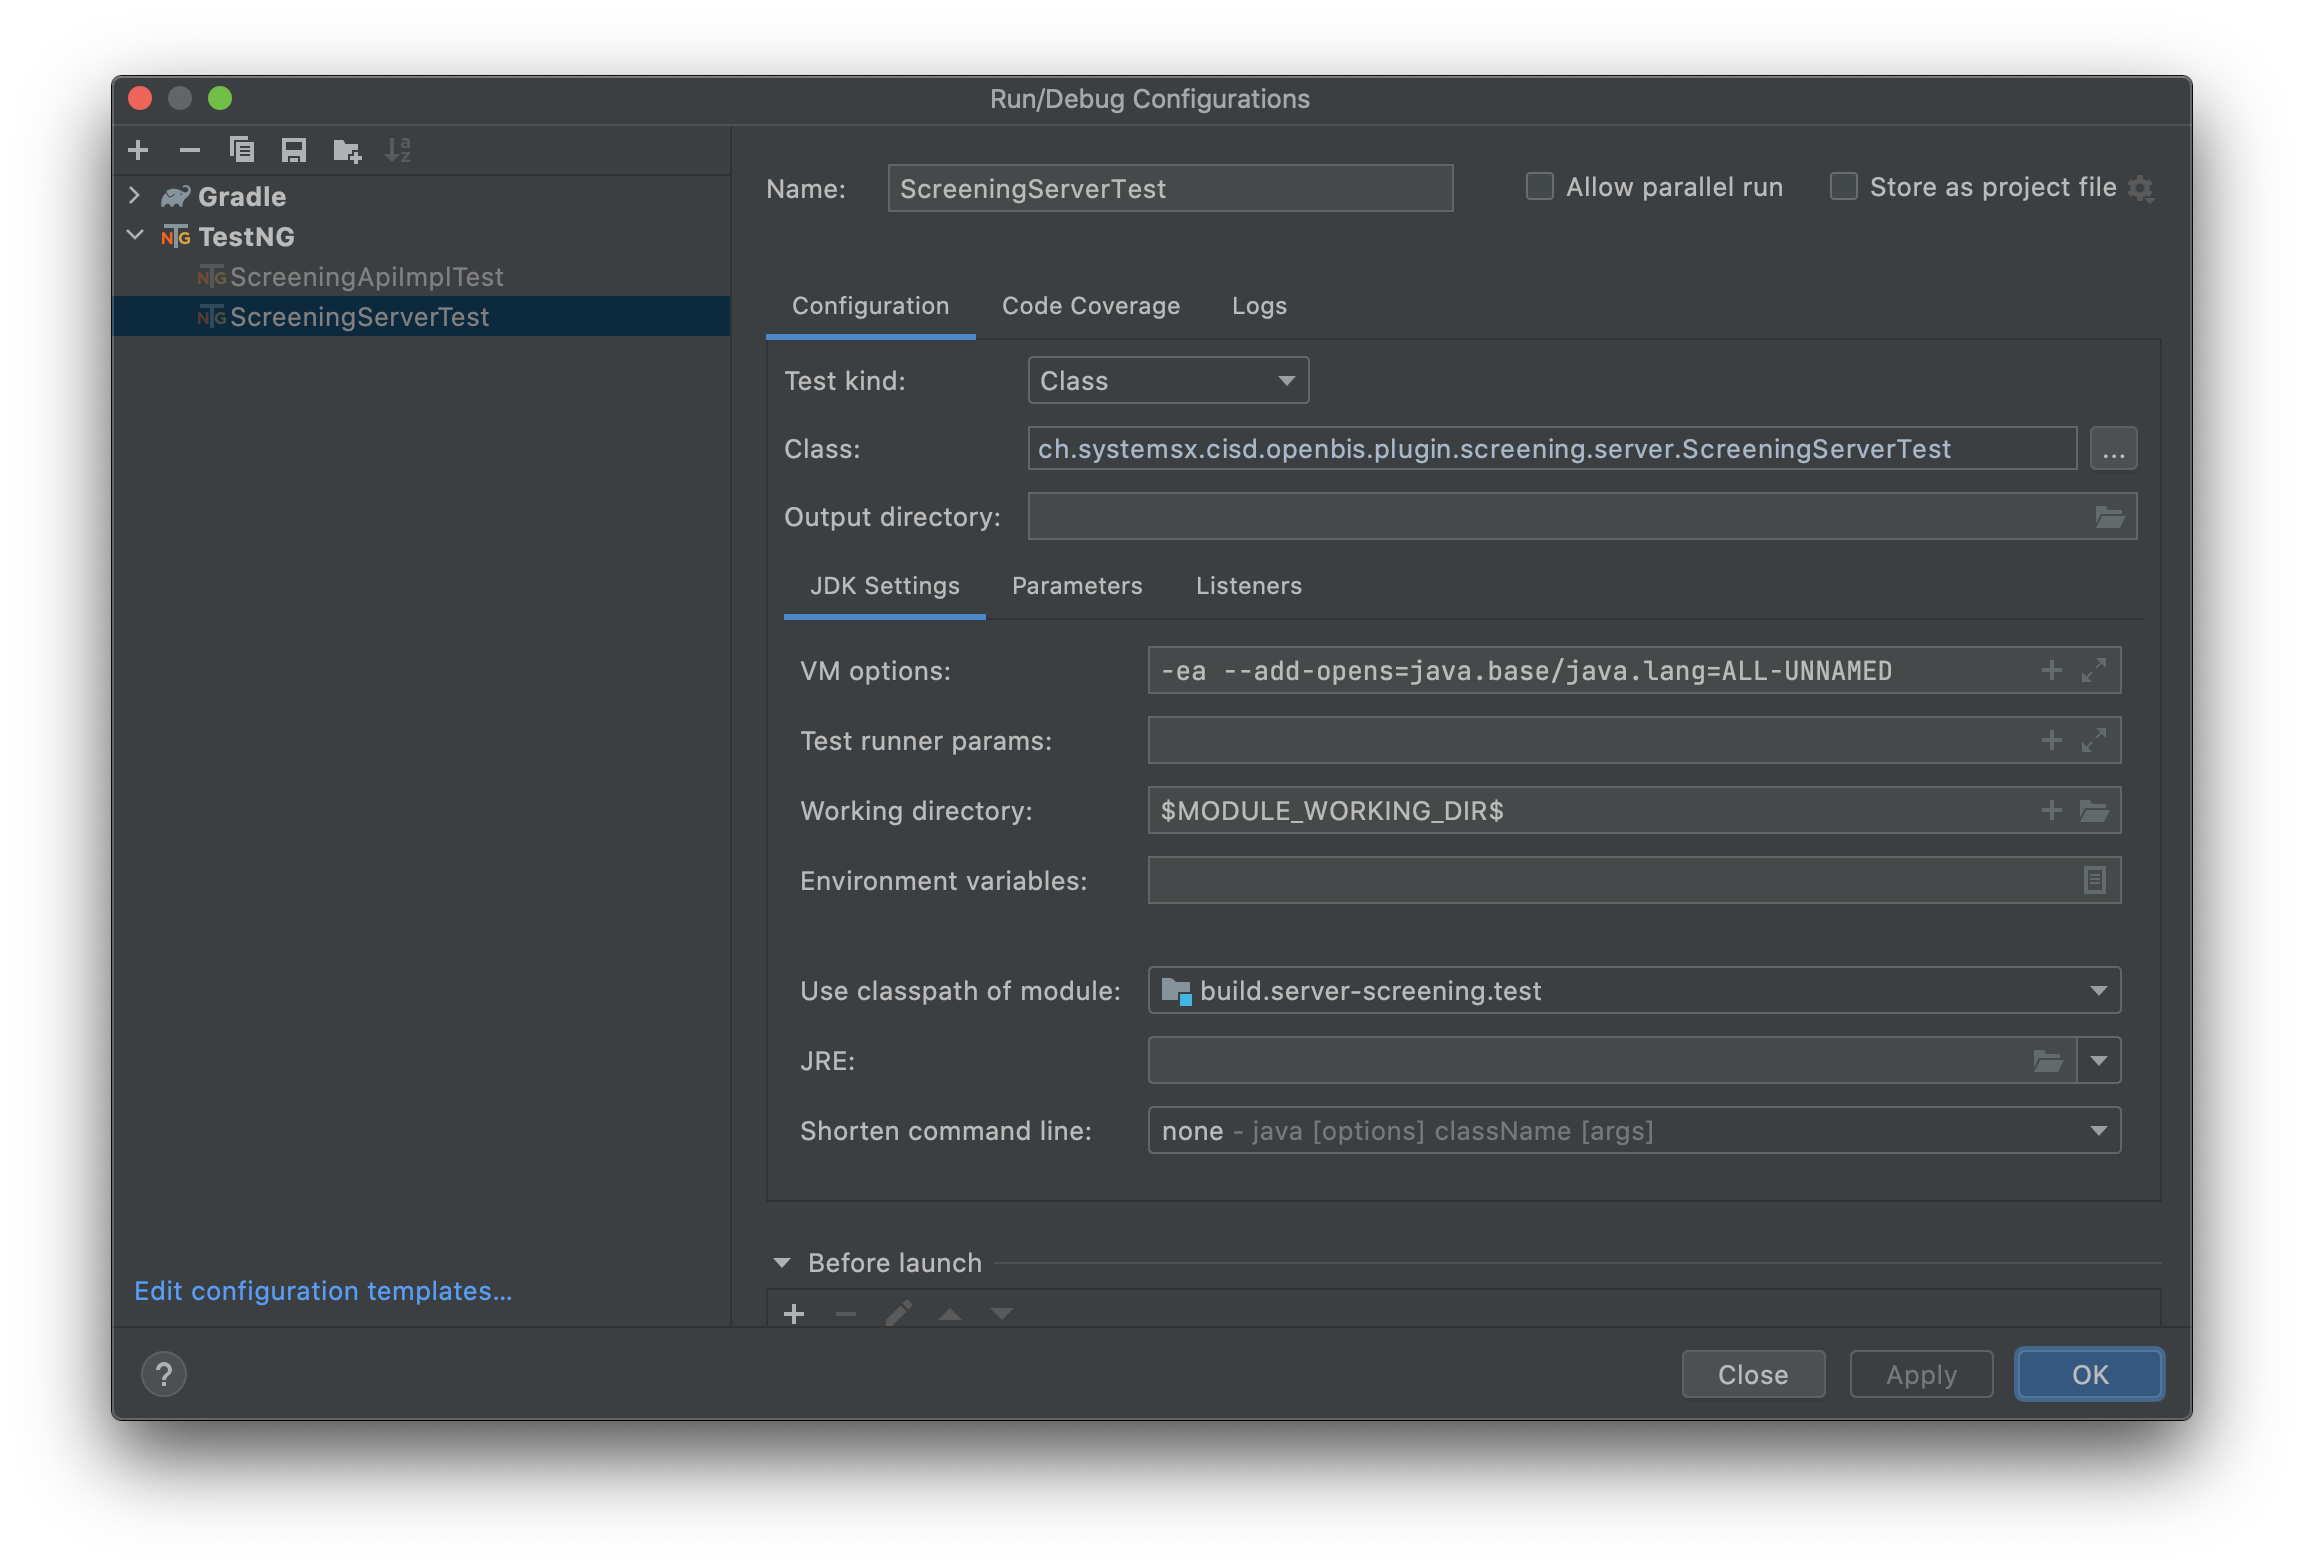 Run/Debug Configurations
Gradle
TestNG
ScreeningApiImplTest
ScreeningServerTest
Edit configuration templates...
Name: ScreeningServerTest
Allow parallel run
Store as project file
Configuration Code Coverage Logs
Test kind: Class
Class: ch.systemsx.cisd.openbis.plugin.screening.server.ScreeningServerTest ...
Output directory:
JDK Settings Parameters Listeners
VM options: -ea --add-opens=java.base/java.lang=ALL-UNNAMED
Test runner params:
Working directory: $MODULE_WORKING_DIR$
Environment variables:
Use classpath of module: build.server-screening.test
JRE:
Shorten command line: none - java [options] className [args]
Before launch
? Close Apply OK